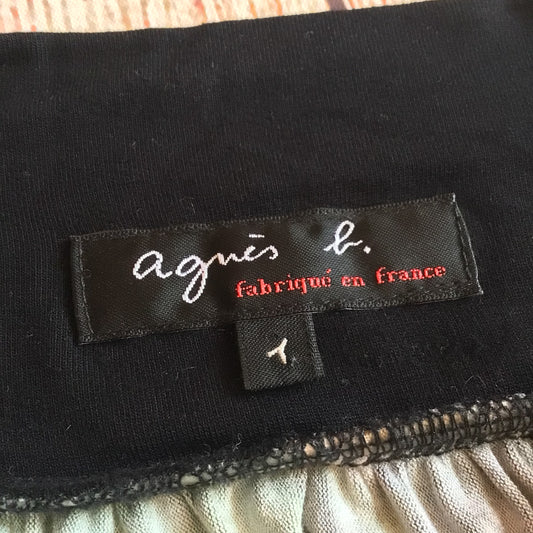 agnès b.
fabriqué en france
1